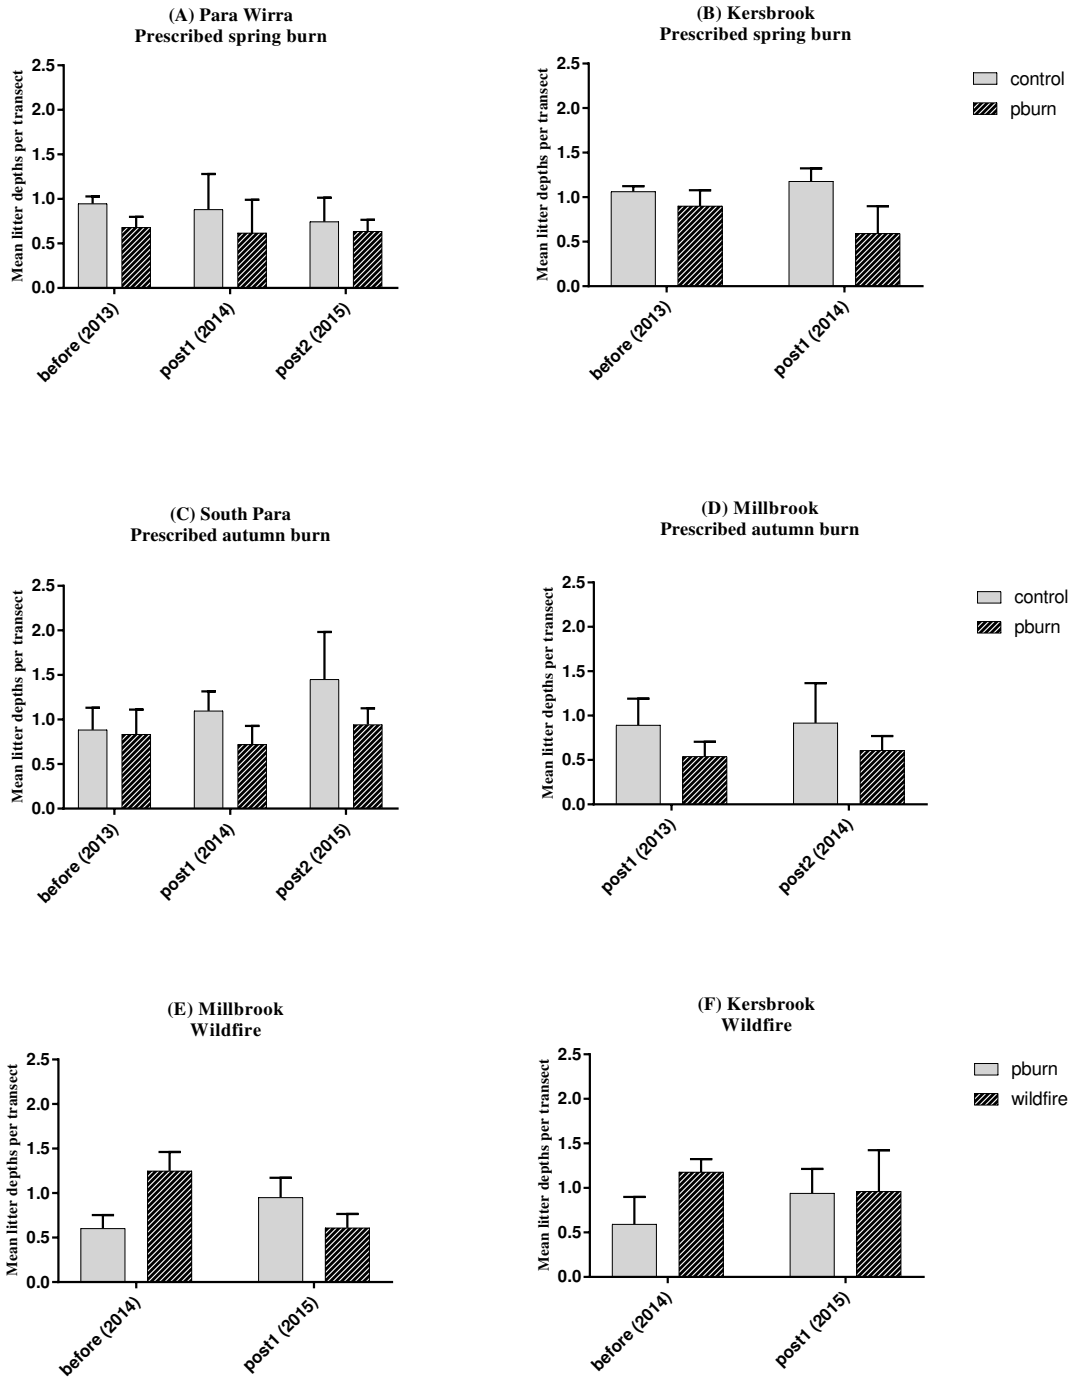 (A) Para Wirra
Prescribed spring burn
Mean litter depths per transect
2.5
2.0
1.5
1.0
0.5
0.0
before (2013)
post1 (2014)
post2 (2015)
(B) Kersbrook
Prescribed spring burn
Mean litter depths per transect
2.5
2.0
1.5
1.0
0.5
0.0
before (2013)
post1 (2014)
control
pburn
(C) South Para
Prescribed autumn burn
Mean litter depths per transect
2.5
2.0
1.5
1.0
0.5
0.0
before (2013)
post1 (2014)
post2 (2015)
(D) Millbrook
Prescribed autumn burn
Mean litter depths per transect
2.5
2.0
1.5
1.0
0.5
0.0
post1 (2013)
post2 (2014)
control
pburn
(E) Millbrook
Wildfire
Mean litter depths per transect
2.5
2.0
1.5
1.0
0.5
0.0
before (2014)
post1 (2015)
(F) Kersbrook
Wildfire
Mean litter depths per transect
2.5
2.0
1.5
1.0
0.5
0.0
before (2014)
post1 (2015)
pburn
wildfire